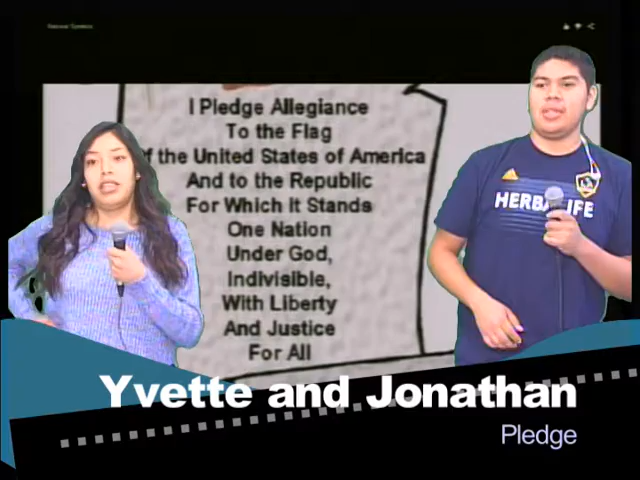 I Pledge Allegiance
To the Flag
f the United States of America
And to the Republic
For Which it Stands
One Nation
Under God,
Indivisible,
With Liberty
And Justice
For All
HERBALIFE
Yvette and Jonathan
Pledge